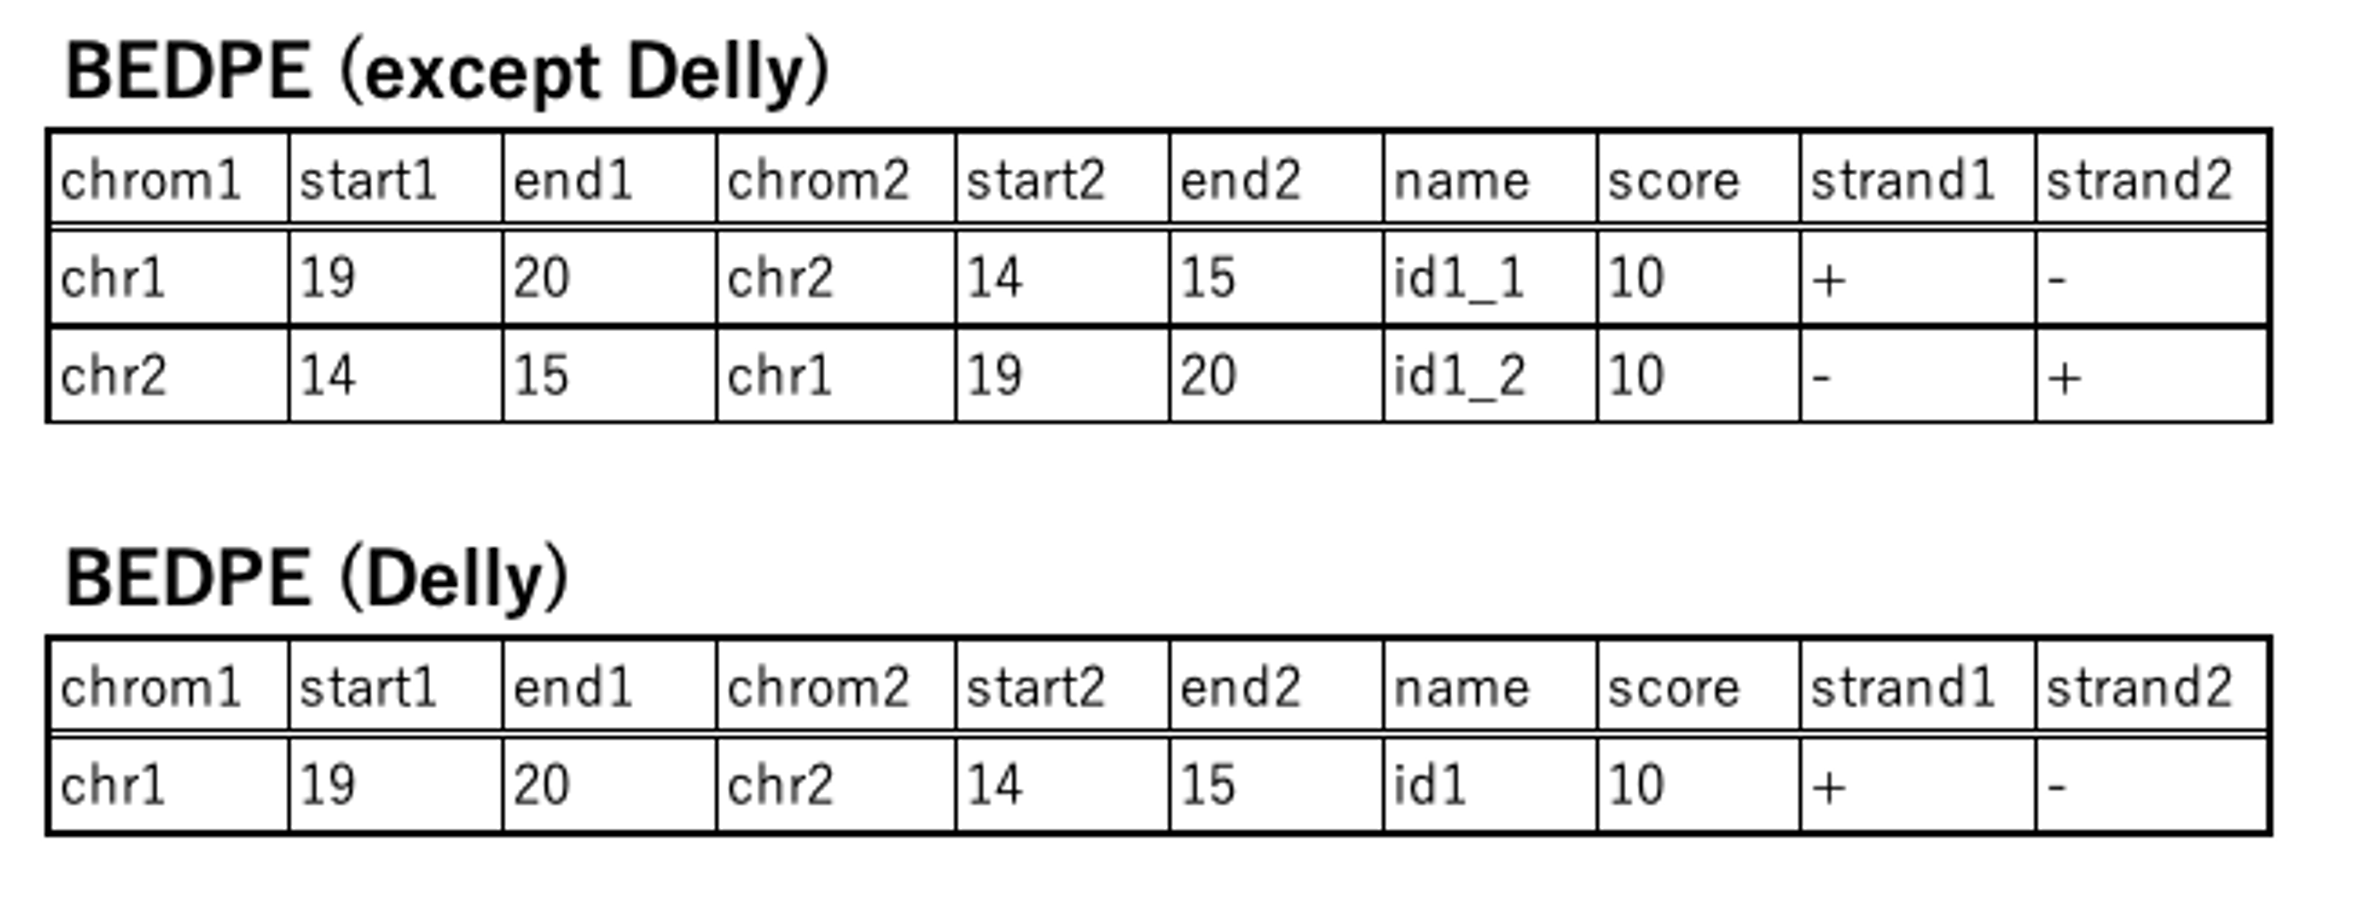 BEDPE (except Delly)
chrom1 start1 end1 chrom2 start2 end2 name score strand1 strand2
chr1 19 20 chr2 14 15 id1_1 10 + -
chr2 14 15 chr1 19 20 id1_2 10 - +
BEDPE (Delly)
chrom1 start1 end1 chrom2 start2 end2 name score strand1 strand2
chr1 19 20 chr2 14 15 id1 10 + -